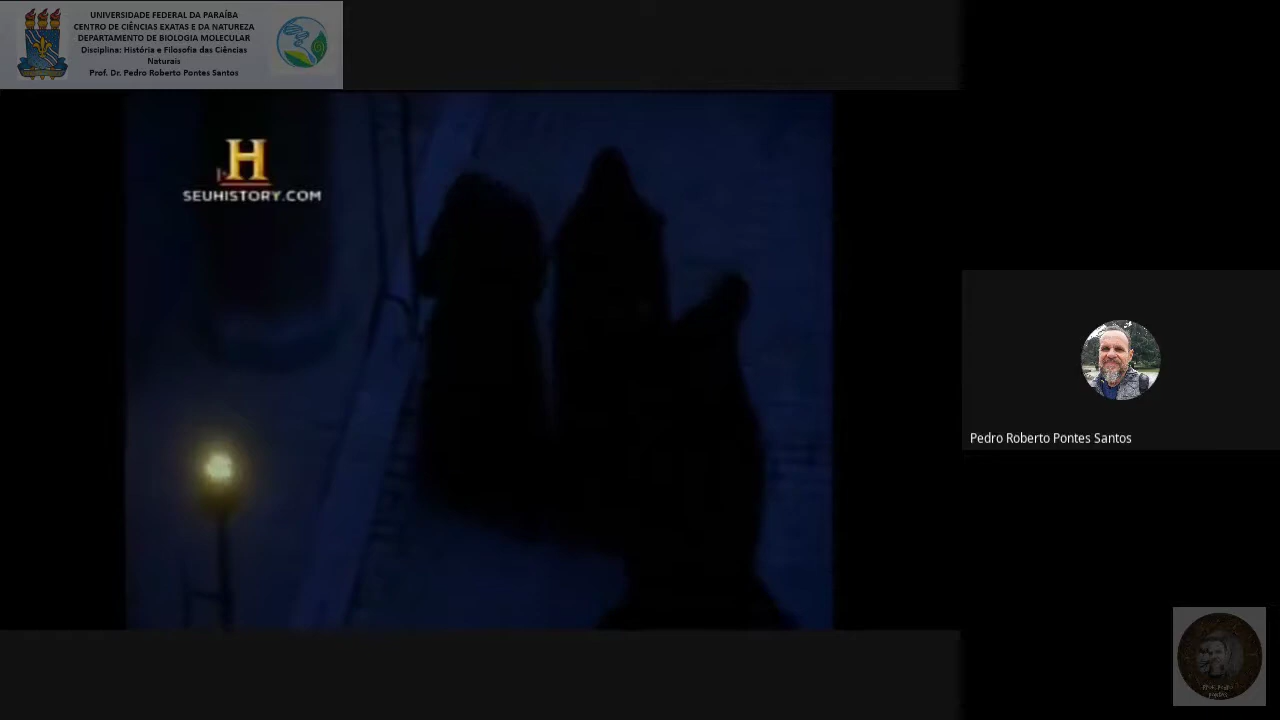 UNIVERSIDADE FEDERAL DA PARAÍBA
CENTRO DE CIÊNCIAS EXATAS E DA NATUREZA
DEPARTAMENTO DE BIOLOGIA MOLECULAR
Disciplina: História e Filosofia das Ciências
Naturais
Prof. Dr. Pedro Roberto Pontes Santos
H
SEUHISTORY.COM
Pedro Roberto Pontes Santos